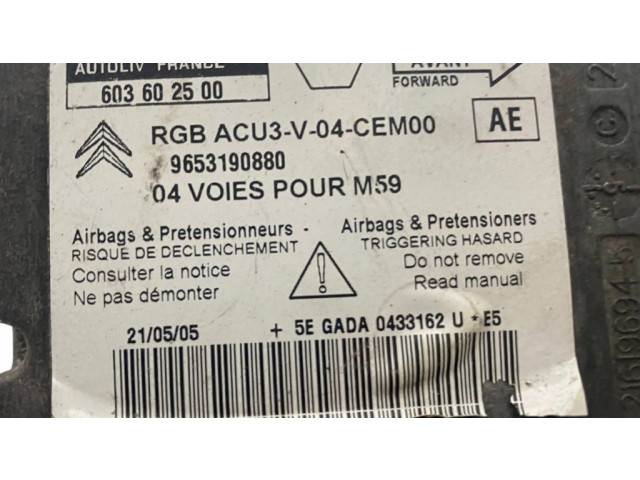 AUTOLIV FRANCE
603 60 25 00
AVANT
FORWARD
RGB ACU3-V-04-CEM00
AE
9653190880
04 VOIES POUR M59
Airbags & Pretensionneurs
RISQUE DE DECLENCHEMENT
Consulter la notice
Ne pas démonter
Airbags & Pretensioners
TRIGGERING HASARD
Do not remove
Read manual
21/05/05 + 5E GADA 0433162 U * E5